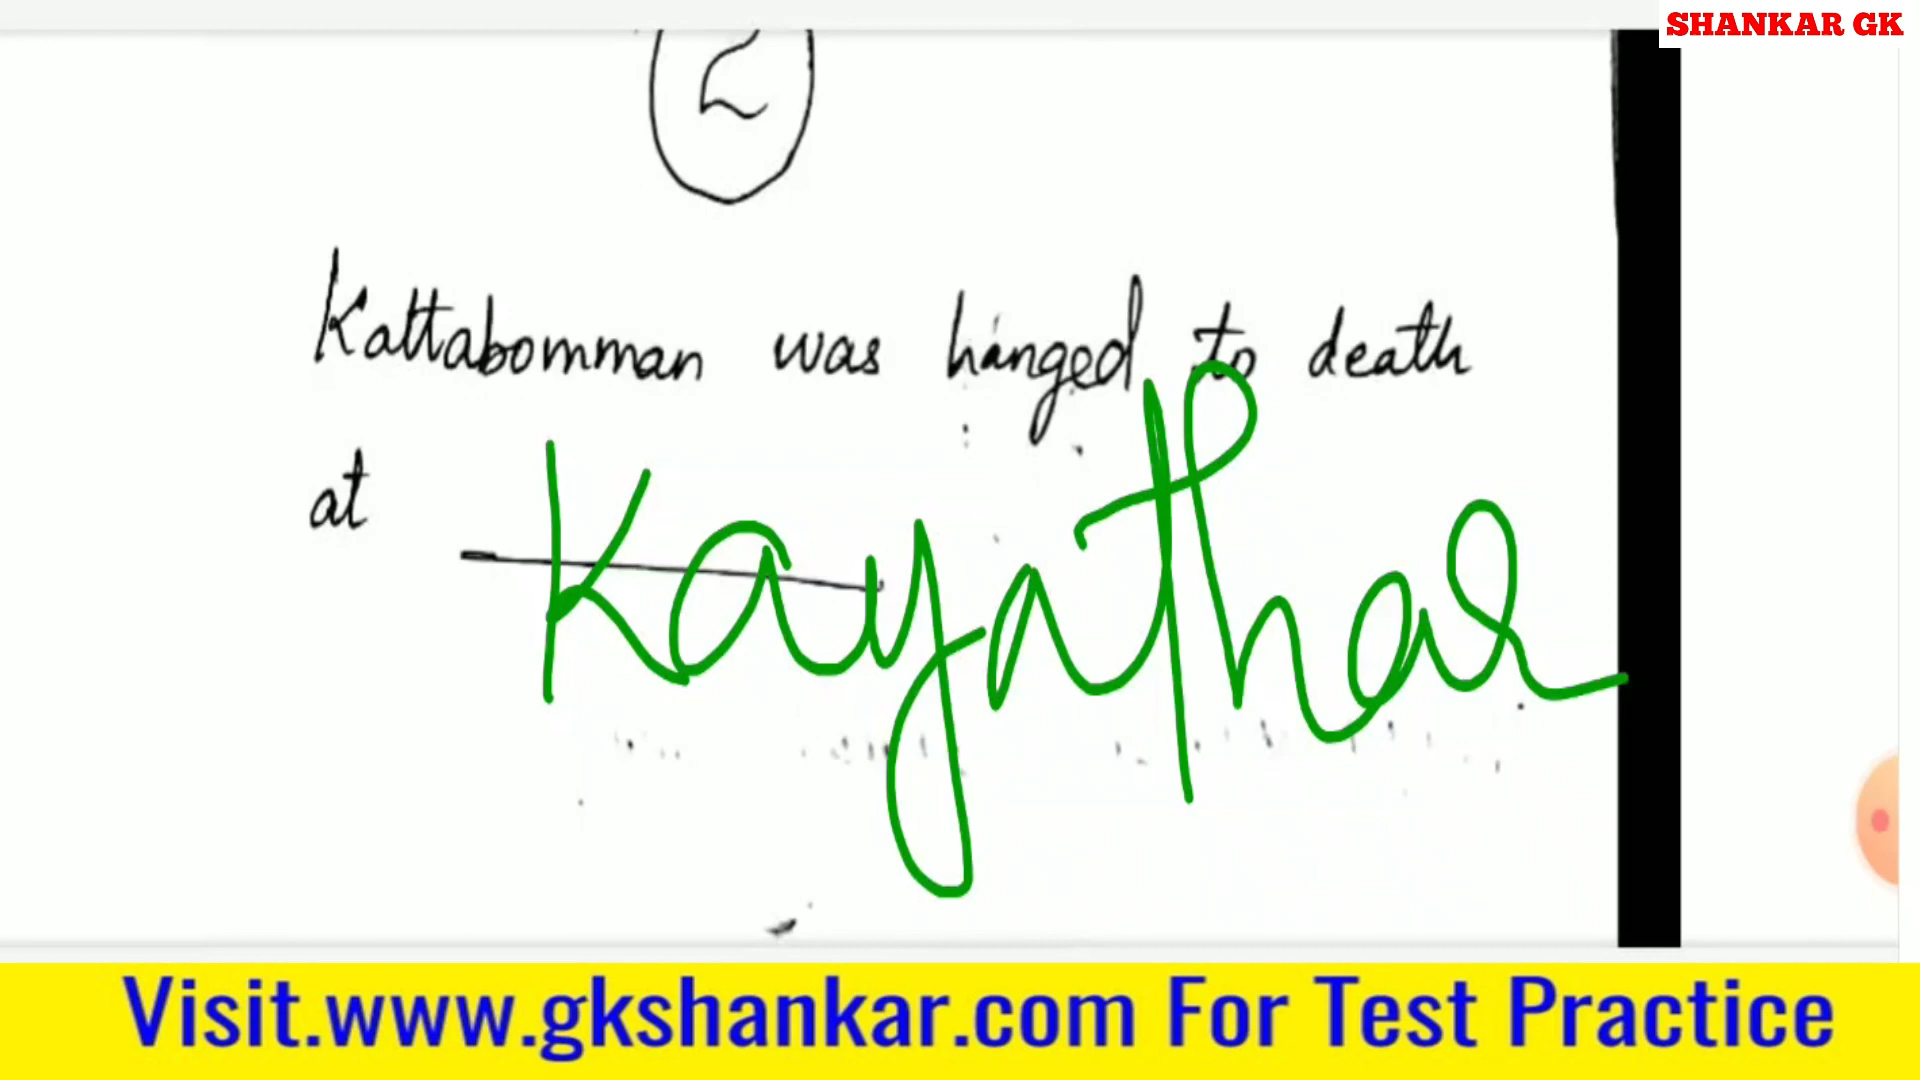 SHANKAR GK
2
Kattabomman was hanged to death
at Kayathar
Visit.www.gkshankar.com For Test Practice